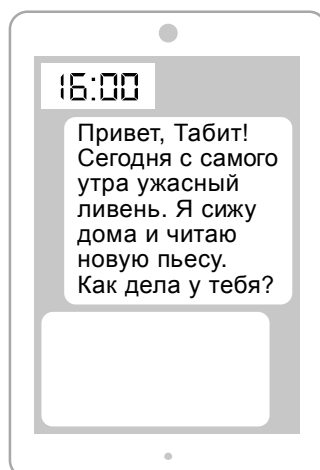 16:00
Привет, Табит!
Сегодня с самого
утра ужасный
ливень. Я сижу
дома и читаю
новую пьесу.
Как дела у тебя?